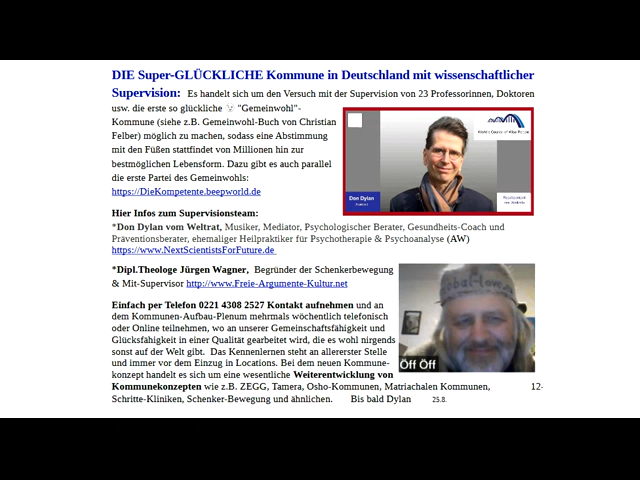 DIE Super-GLÜCKLICHE Kommune in Deutschland mit wissenschaftlicher
Supervision: Es handelt sich um den Versuch mit der Supervision von 23 Professorinnen, Doktoren
usw. die erste so glückliche "Gemeinwohl"-
Kommune (siehe z.B. Gemeinwohl-Buch von Christian
Felber) möglich zu machen, sodass eine Abstimmung
mit den Füßen stattfindet von Millionen hin zur
bestmöglichen Lebensform. Dazu gibt es auch parallel
die erste Partei des Gemeinwohls:
https://DieKompetente.beepworld.de
Don Dylan
Hier Infos zum Supervisionsteam:
*Don Dylan vom Weltrat, Musiker, Mediator, Psychologischer Berater, Gesundheits-Coach und
Präventionsberater, ehemaliger Heilpraktiker für Psychotherapie & Psychoanalyse (AW)
https://www.NextScientistsForFuture.de
*Dipl.Theologe Jürgen Wagner, Begründer der Schenkerbewegung
& Mit-Supervisor http://www.Freie-Argumente-Kultur.net
Einfach per Telefon 0221 4308 2527 Kontakt aufnehmen und an
dem Kommunen-Aufbau-Plenum mehrmals wöchentlich telefonisch
oder Online teilnehmen, wo an unserer Gemeinschaftsfähigkeit und
Glücksfähigkeit in einer Qualität gearbeitet wird, die es wohl nirgends
sonst auf der Welt gibt. Das Kennenlernen steht an allererster Stelle
und immer vor dem Einzug in Locations. Bei dem neuen Kommune-
konzept handelt es sich um eine wesentliche Weiterentwicklung von
Kommunekonzepten wie z.B. ZEGG, Tamera, Osho-Kommunen, Matriachalen Kommunen, 12-
Schritte-Kliniken, Schenker-Bewegung und ähnlichen. Bis bald Dylan 25.8.
Öff Öff